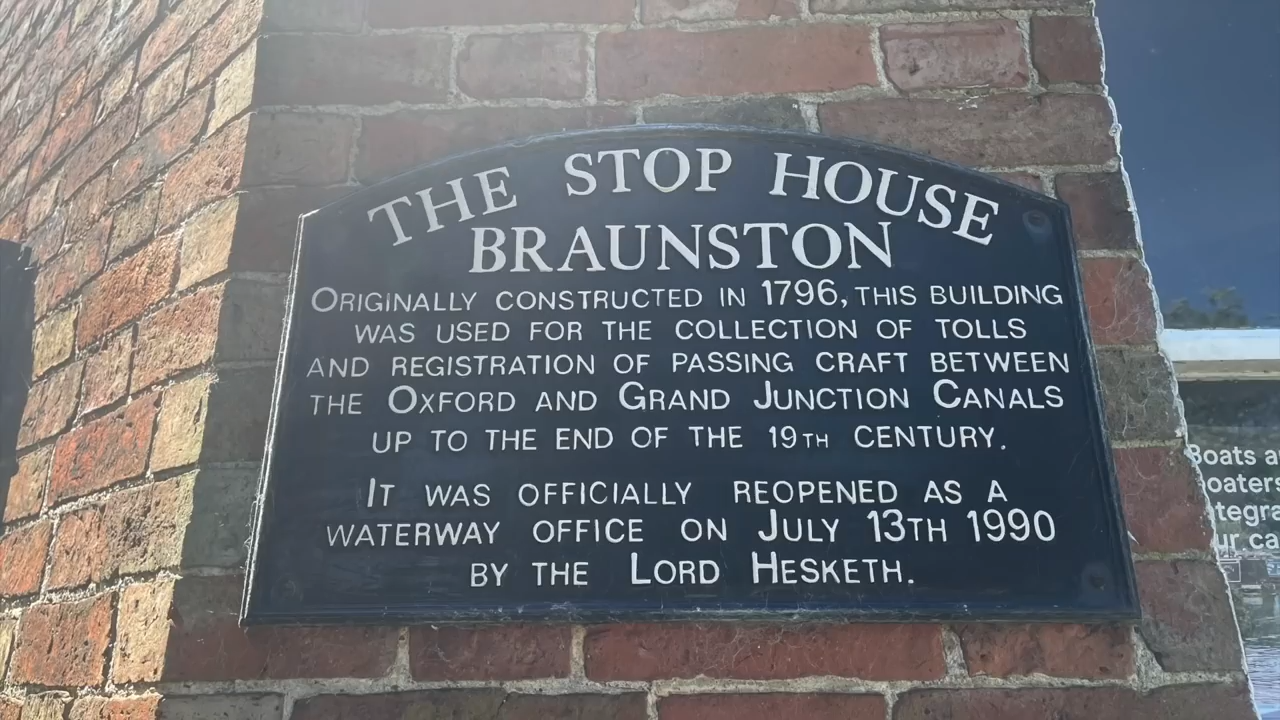 THE STOP HOUSE
BRAUNSTON
ORIGINALLY CONSTRUCTED IN 1796, THIS BUILDING
WAS USED FOR THE COLLECTION OF TOLLS
AND REGISTRATION OF PASSING CRAFT BETWEEN
THE OXFORD AND GRAND JUNCTION CANALS
UP TO THE END OF THE 19TH CENTURY.
IT WAS OFFICIALLY REOPENED AS A
WATERWAY OFFICE ON JULY 13TH 1990
BY THE LORD HESKETH.
Boats